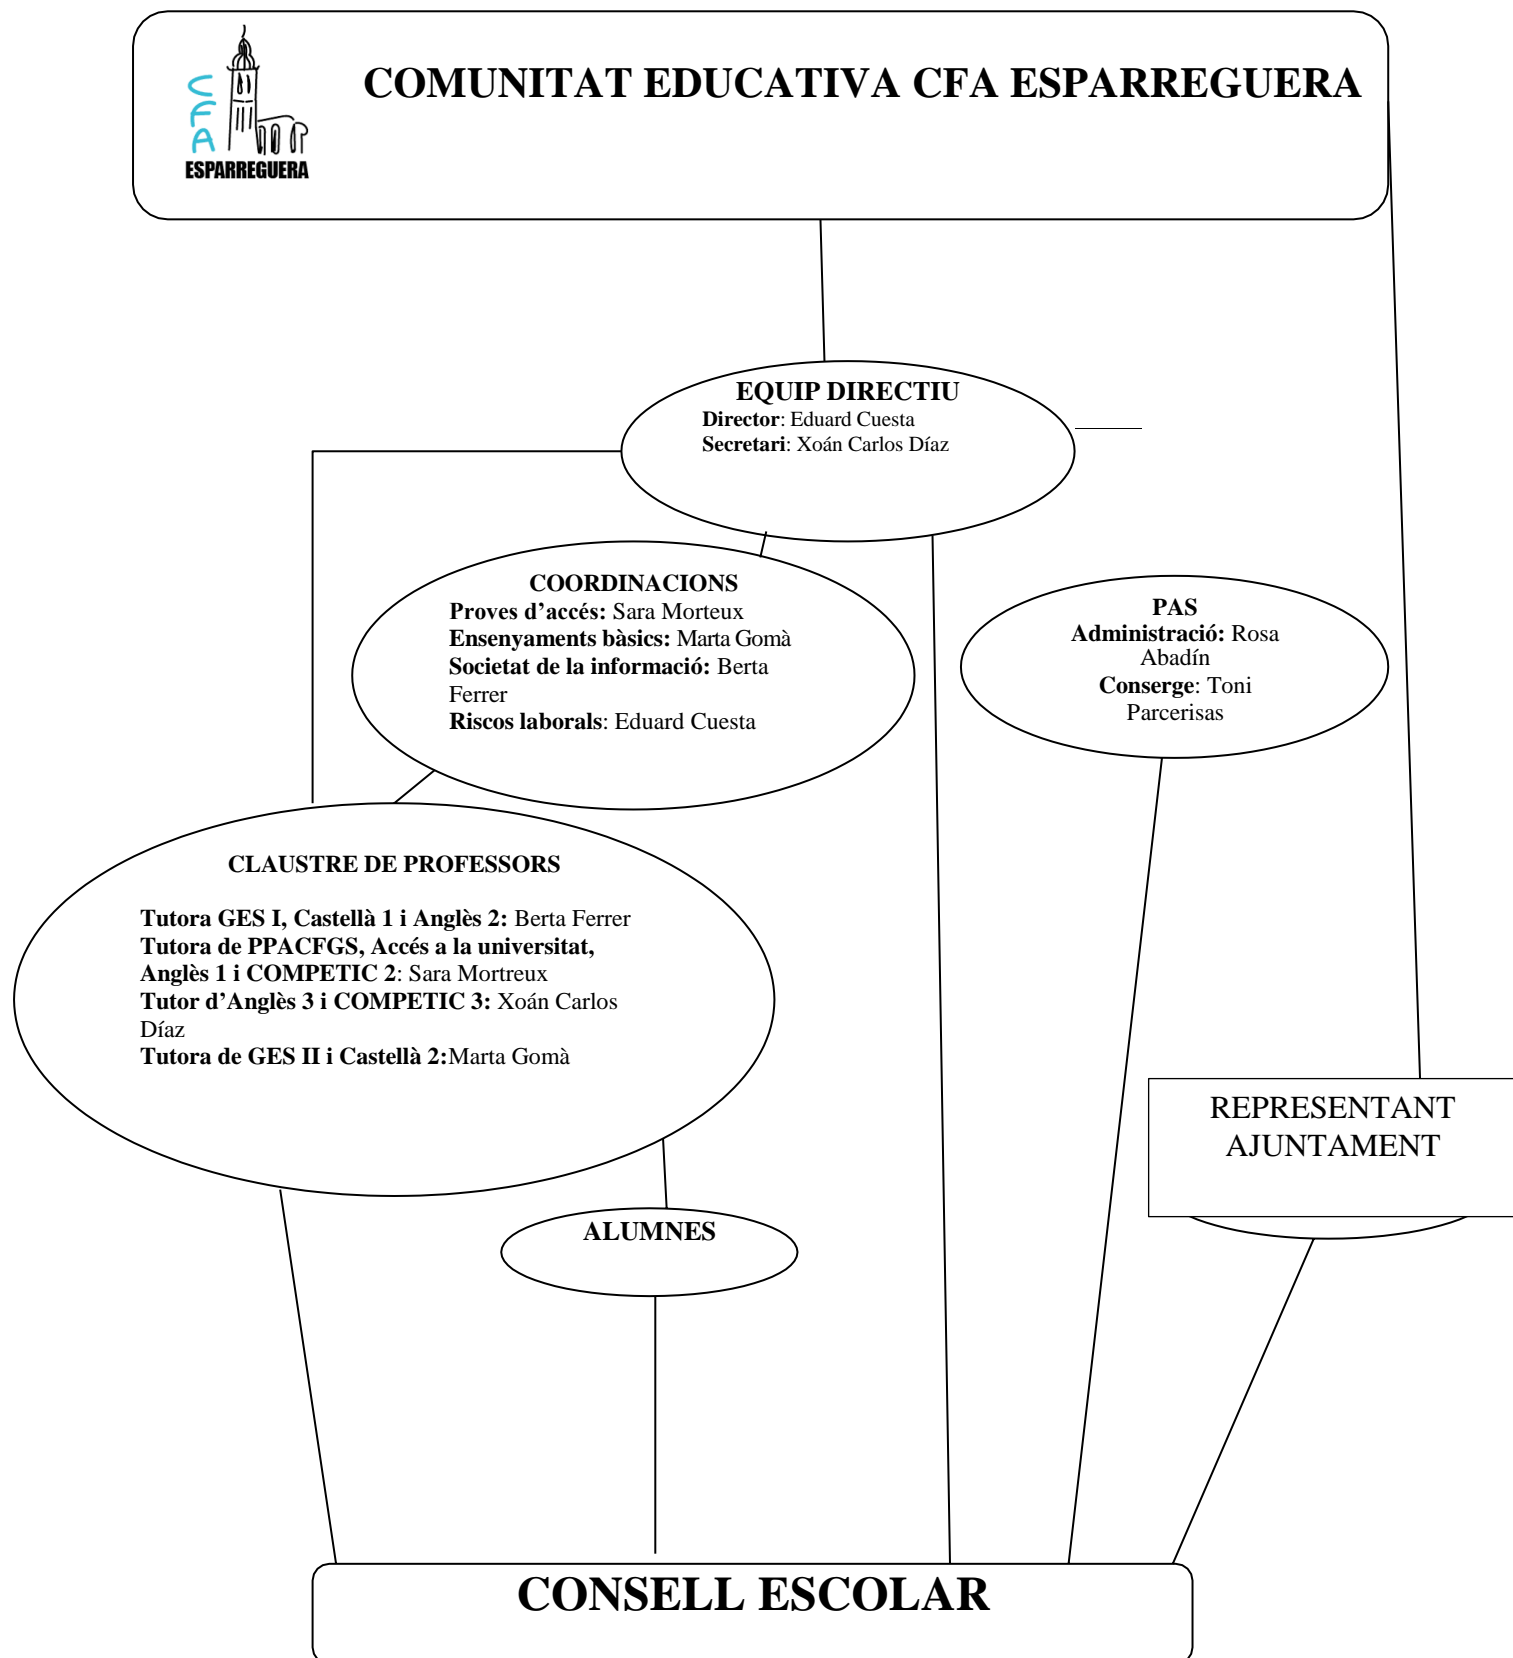 CFA
ESPARREGUERA
COMUNITAT EDUCATIVA CFA ESPARREGUERA
EQUIP DIRECTIU
Director: Eduard Cuesta
Secretari: Xoán Carlos Díaz
COORDINACIONS
Proves d’accés: Sara Morteux
Ensenyaments bàsics: Marta Gomà
Societat de la informació: Berta
Ferrer
Riscos laborals: Eduard Cuesta
PAS
Administració: Rosa
Abadín
Conserge: Toni
Parcerisas
CLAUSTRE DE PROFESSORS
Tutora GES I, Castellà 1 i Anglès 2: Berta Ferrer
Tutora de PPACFGS, Accés a la universitat,
Anglès 1 i COMPETIC 2: Sara Mortreux
Tutor d’Anglès 3 i COMPETIC 3: Xoán Carlos
Díaz
Tutora de GES II i Castellà 2:Marta Gomà
REPRESENTANT
AJUNTAMENT
ALUMNES
CONSELL ESCOLAR